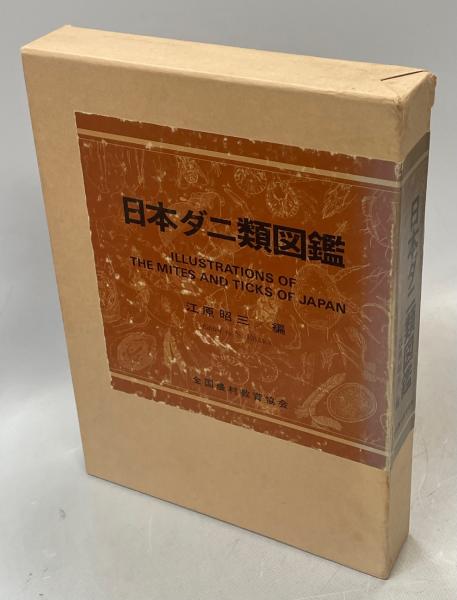 日本ダニ類図鑑
ILLUSTRATIONS OF
THE MITES AND TICKS OF JAPAN
江原昭三 編
全国農村教育協会
日本ダニ類図鑑